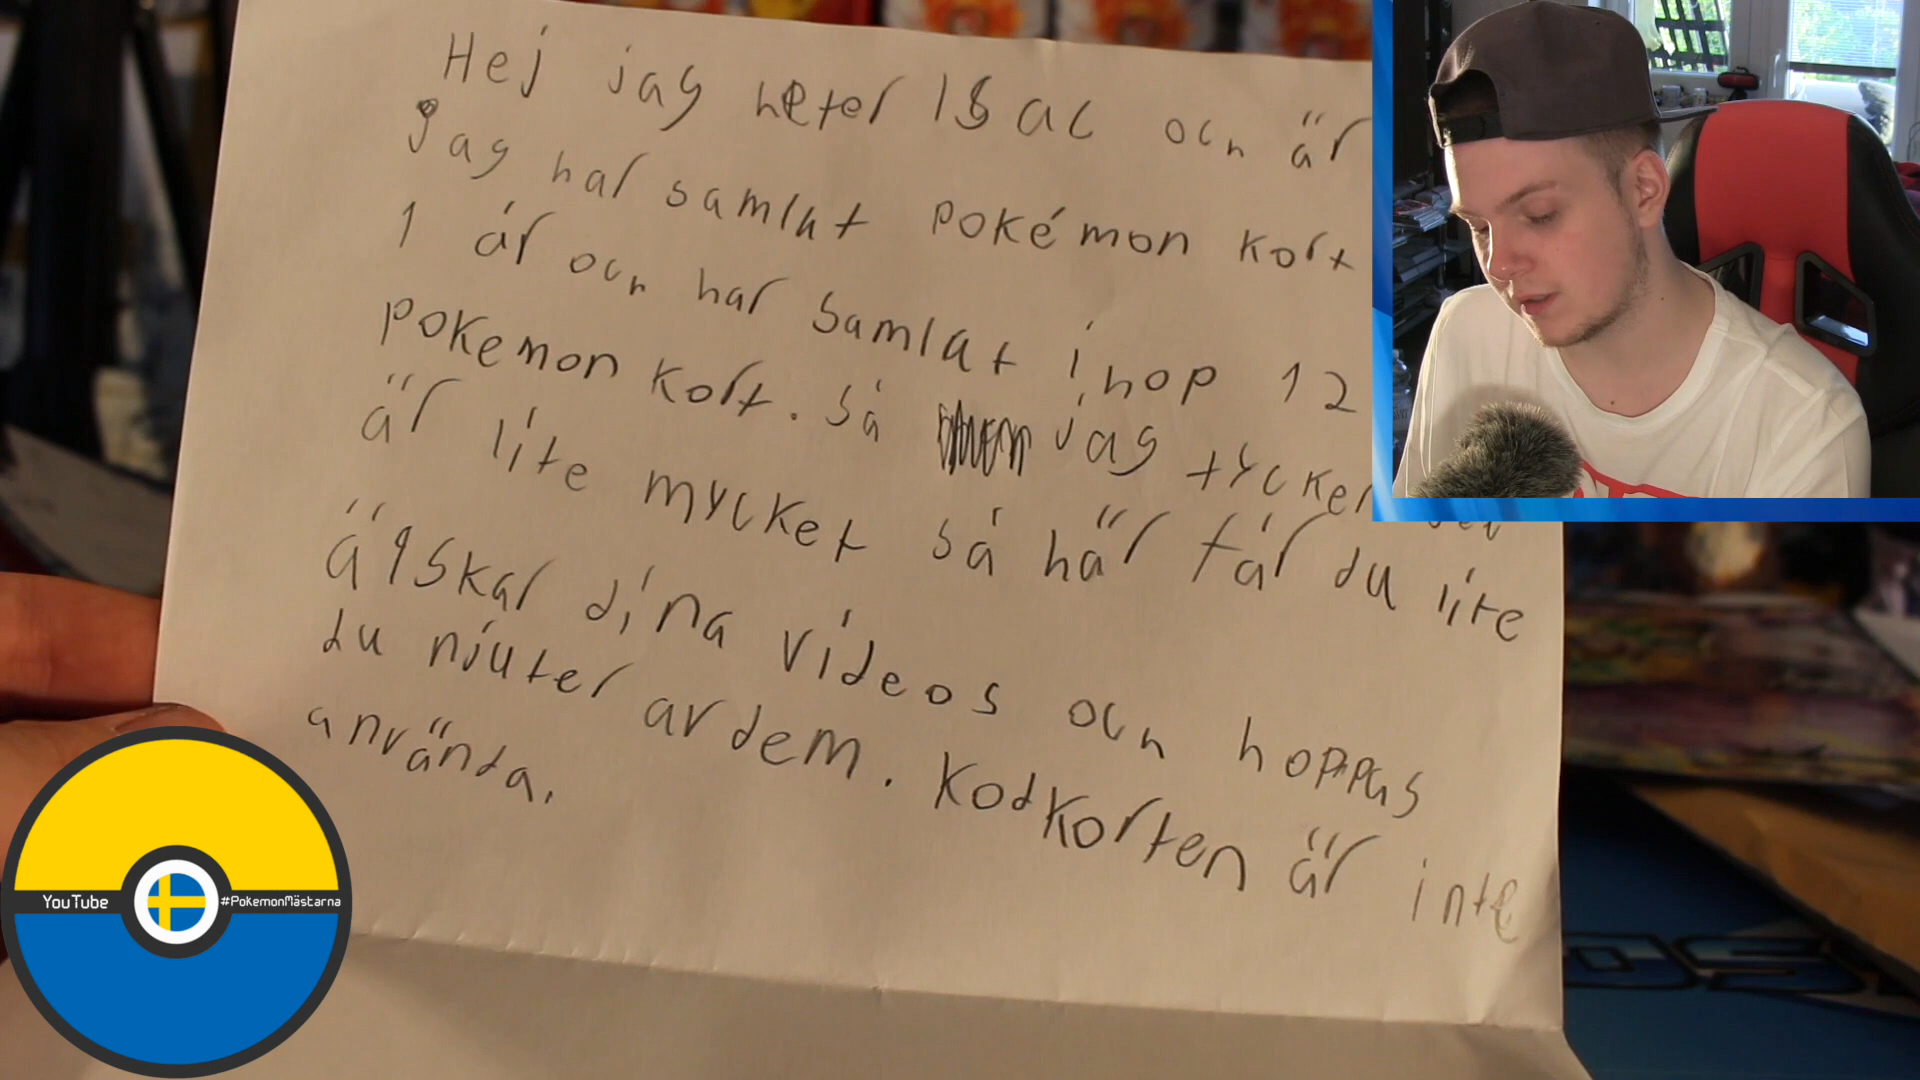 Hej jag heter ISac och är
Jag har samlat pokémon kort
1 år och har samlat ihop 12
pokemon kort. Så jag tycker
är lite mycket så här får du lite
älskar dina videos och hoppas
du njuter av dem. Kodkorten är inte
använda.
YouTube
#PokemonMästarna